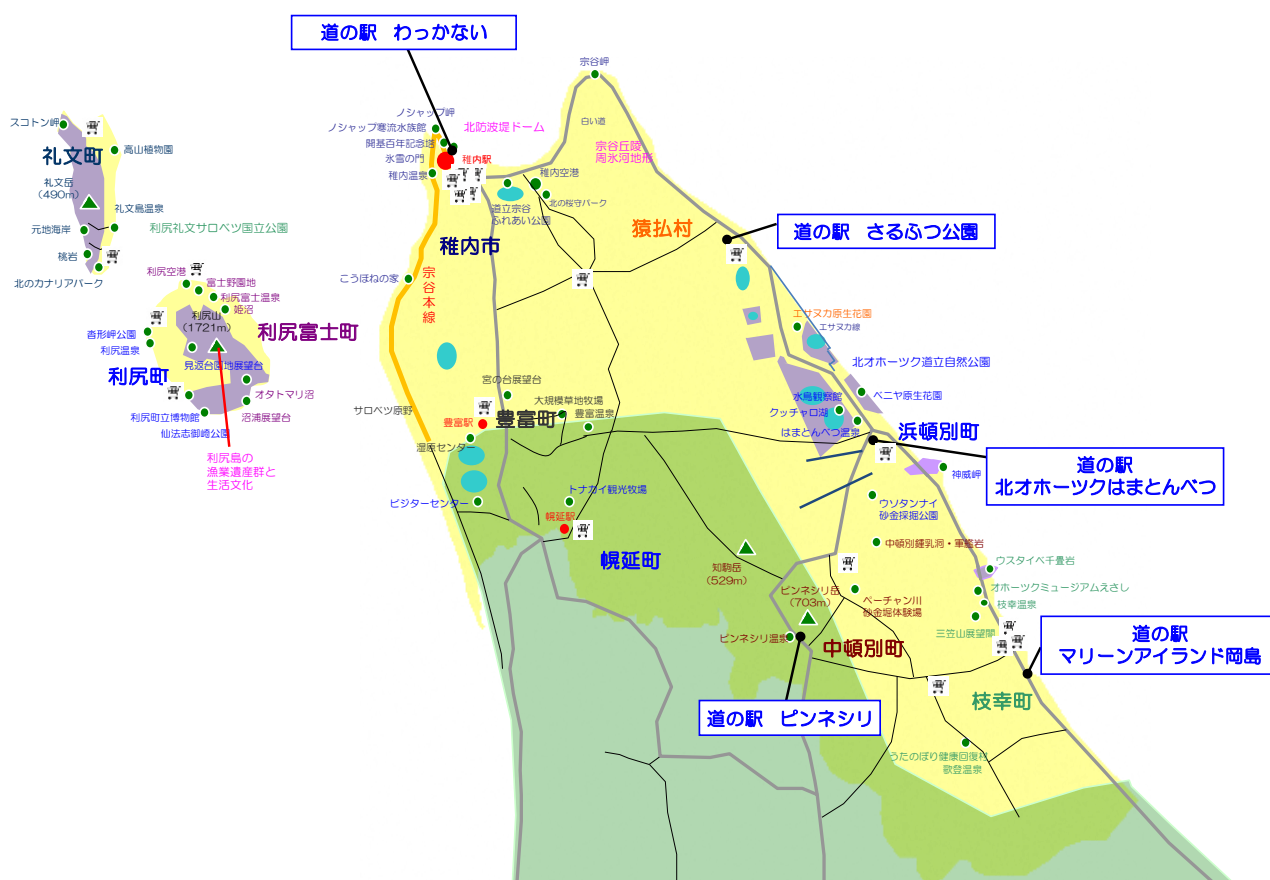 道の駅　わっかない
宗谷岬
ノシャップ岬
ノシャップ寒流水族館
北防波堤ドーム
白い道
開基百年記念塔
宗谷丘陵
周氷河地形
氷雪の門
稚内駅
稚内温泉
稚内空港
北の桜守パーク
道立宗谷
ふれあい公園
稚内市
猿払村
道の駅　さるふつ公園
スコトン岬
礼文町
高山植物園
礼文岳
(490m)
礼文島温泉
元地海岸
利尻礼文サロベツ国立公園
桃岩
北のカナリアパーク
利尻空港
富士野園地
利尻富士温泉
姫沼
利尻山
(1721m)
利尻富士町
沓形岬公園
利尻温泉
利尻町
見返台園地展望台
オタトマリ沼
利尻町立博物館
沼浦展望台
仙法志御崎公園
利尻島の
漁業遺産群と
生活文化
こうほねの家
宗谷本線
エサヌカ原生花園
エサヌカ線
北オホーツク道立自然公園
宮の台展望台
大規模草地牧場
サロベツ原野
豊富駅
豊富町
豊富温泉
湿原センター
水鳥観察館
ベニヤ原生花園
クッチャロ湖
はまとんべつ温泉
浜頓別町
道の駅
北オホーツクはまとんべつ
神威岬
ビジターセンター
トナカイ観光牧場
幌延駅
幌延町
ウソタンナイ
砂金採掘公園
中頓別鍾乳洞・軍艦岩
知駒岳
(529m)
ピンネシリ岳
(703m)
ペーチャン川
砂金掘体験場
ウスタイベ千畳岩
オホーツクミュージアムえさし
枝幸温泉
三笠山展望閣
ピンネシリ温泉
中頓別町
道の駅
マリーンアイランド岡島
道の駅　ピンネシリ
枝幸町
うたのぼり健康回復村
歌登温泉